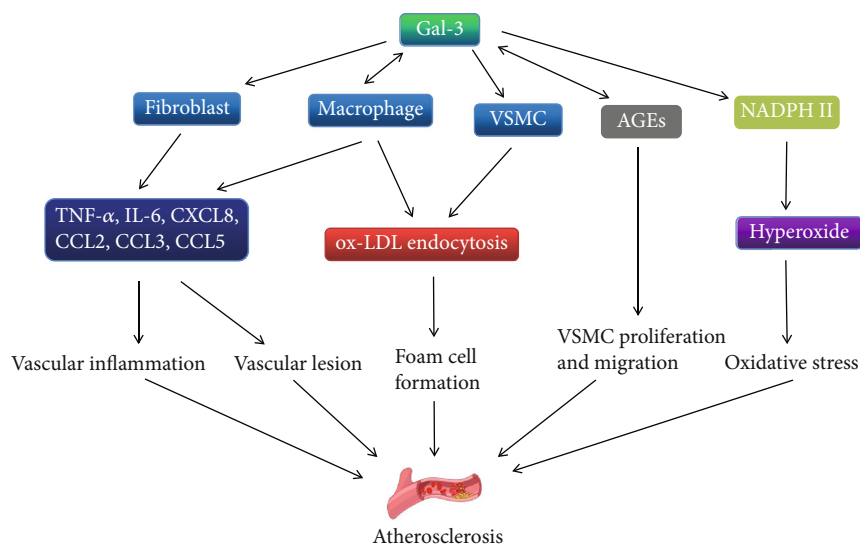 Gal-3
Fibroblast
Macrophage
VSMC
AGEs
NADPH II
TNF-α, IL-6, CXCL8,
CCL2, CCL3, CCL5
ox-LDL endocytosis
Hyperoxide
Vascular inflammation
Vascular lesion
Foam cell
formation
VSMC proliferation
and migration
Oxidative stress
Atherosclerosis